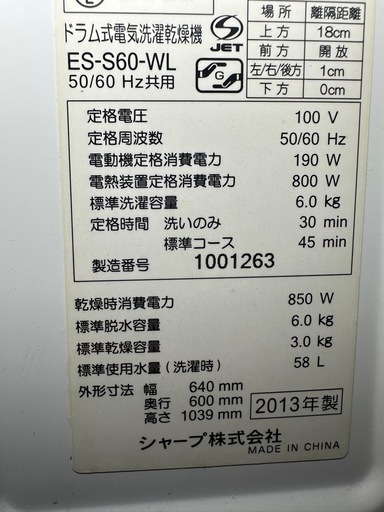 L
JET
G
場所 離隔距離
上方 18cm
前方 開放
左/右/後方 1cm
下方 0cm
ドラム式電気洗濯乾燥機
ES-S60-WL
50/60 Hz共用
定格電圧 100 V
定格周波数 50/60 Hz
電動機定格消費電力 190 W
電熱装置定格消費電力 800 W
標準洗濯容量 6.0 kg
定格時間 洗いのみ 30 min
標準コース 45 min
製造番号 1001263
乾燥時消費電力 850 W
標準脱水容量 6.0 kg
標準乾燥容量 3.0 kg
標準使用水量(洗濯時) 58 L
外形寸法 幅 640 mm
奥行 600 mm
高さ 1039 mm
2013年製
シャープ株式会社
MADE IN CHINA